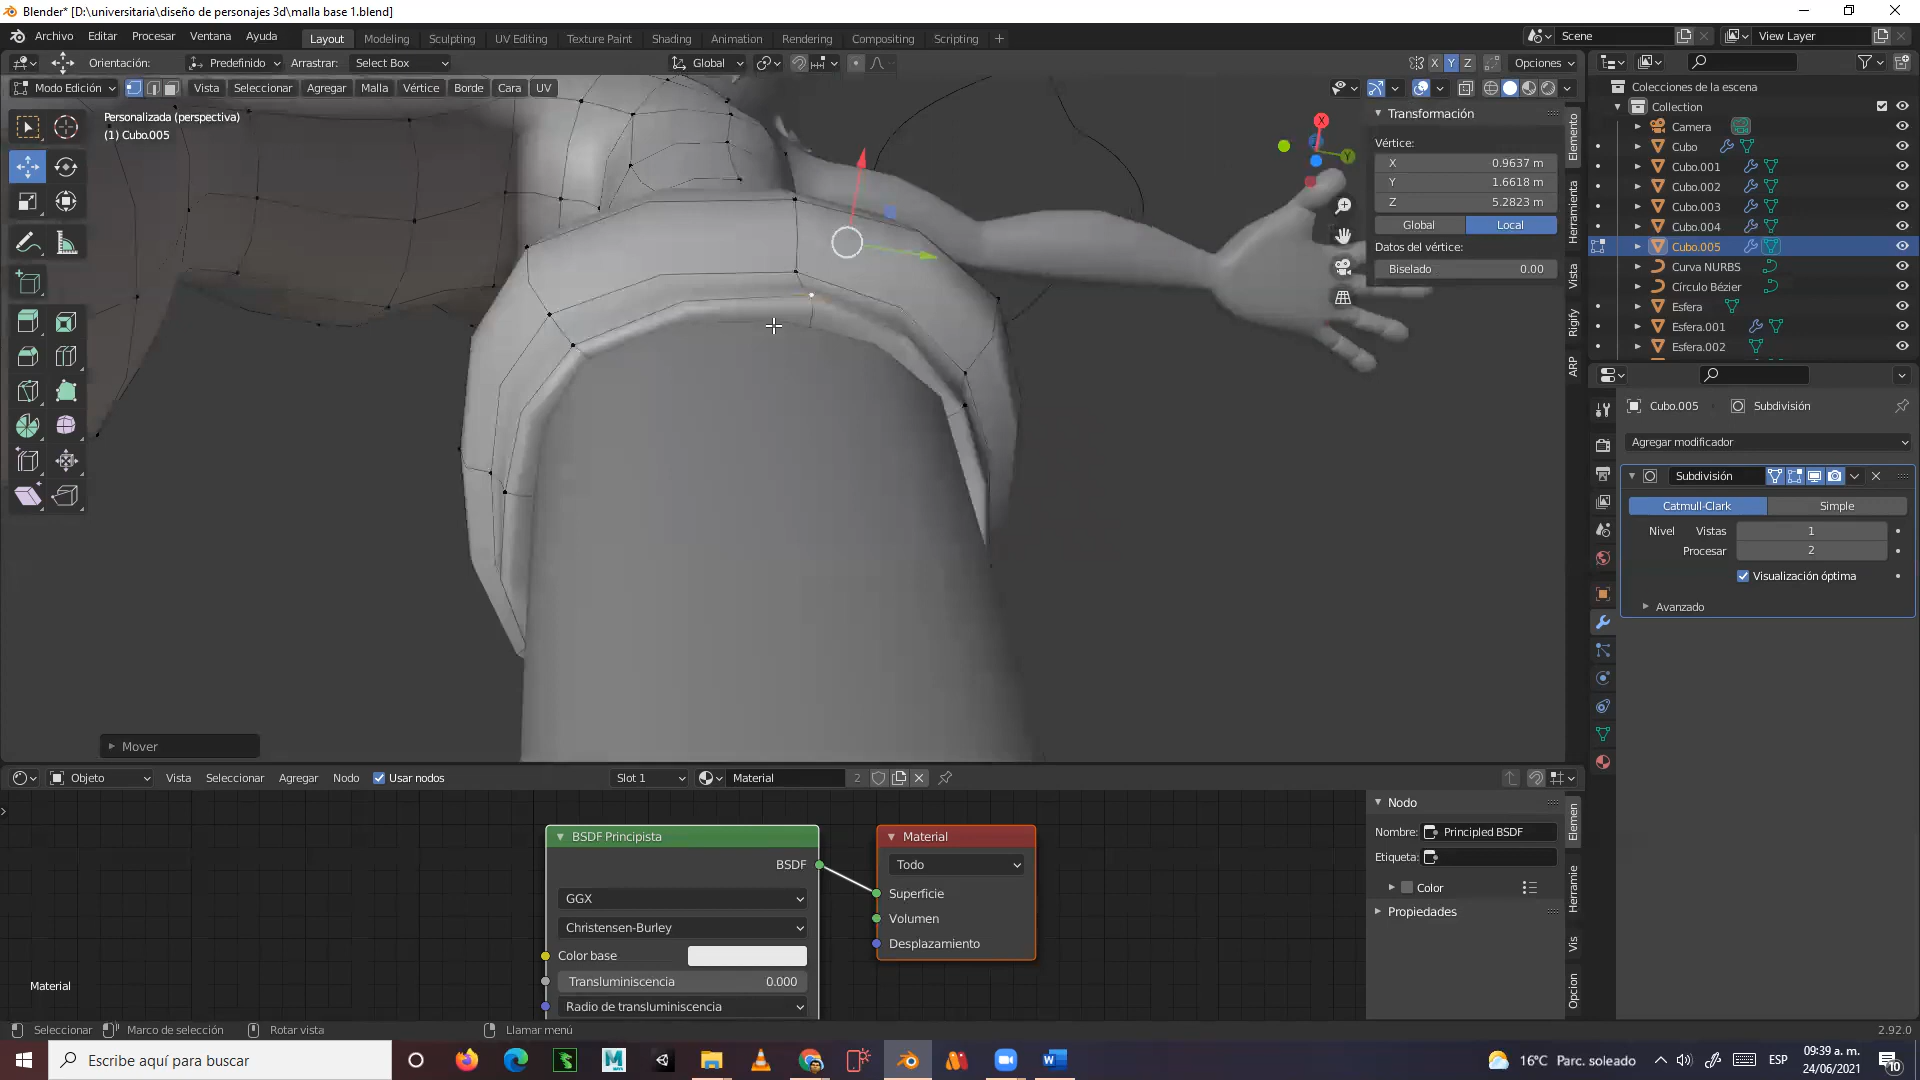 Blender* [D:\universitaria\diseño de personajes 3d\malla base 1.blend]
Archivo Editar Procesar Ventana Ayuda Layout Modeling Sculpting UV Editing Texture Paint Shading Animation Rendering Compositing Scripting + Scene View Layer
Orientación: Predefinido Arrastrar: Select Box Global X Y Z Opciones
Modo Edición Vista Seleccionar Agregar Malla Vértice Borde Cara UV
Personalizada (perspectiva)
(1) Cubo.005
X
Y
Transformación
Vértice:
X 0.9637 m
Y 1.6618 m
Z 5.2823 m
Global Local
Datos del vértice:
Biselado 0.00
Elemento
Herramienta
Vista
Rigify
ARP
Colecciones de la escena
Collection
Camera
Cubo
Cubo.001
Cubo.002
Cubo.003
Cubo.004
Cubo.005
Curva NURBS
Círculo Bézier
Esfera
Esfera.001
Esfera.002
Cubo.005 Subdivisión
Agregar modificador
Subdivisión
Catmull-Clark Simple
Nivel Vistas 1
Procesar 2
Visualización óptima
Avanzado
Mover
Objeto Vista Seleccionar Agregar Nodo Usar nodos Slot 1 Material 2
BSDF Principista
BSDF
GGX
Christensen-Burley
Color base
Transluminiscencia 0.000
Radio de transluminiscencia
Material
Todo
Superficie
Volumen
Desplazamiento
Nodo
Nombre: Principled BSDF
Etiqueta:
Color
Propiedades
Elemen
Herramie
Vis
Opcion
Material
Seleccionar Marco de selección Rotar vista Llamar menú 2.92.0
Escribe aquí para buscar
16°C Parc. soleado ESP 09:39 a. m.
24/06/2021
10